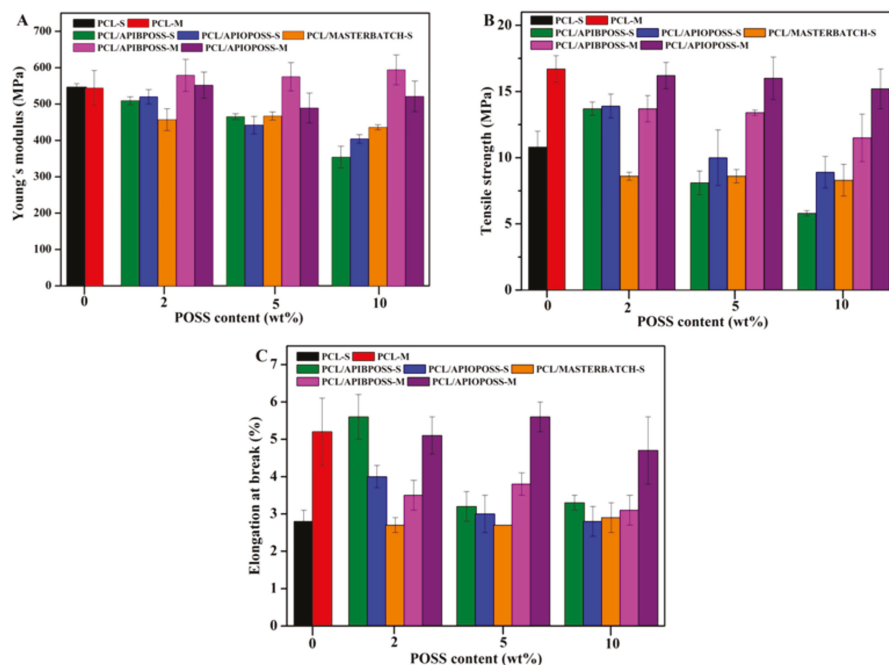 A
PCL-S PCL-M
PCL/APIBPOSS-S PCL/APIOPOSS-S PCL/MASTERBATCH-S
PCL/APIBPOSS-M PCL/APIOPOSS-M
Young´s modulus (MPa)
800
700
600
500
400
300
200
100
0
0 2 5 10
POSS content (wt%)
B
PCL-S PCL-M
PCL/APIBPOSS-S PCL/APIOPOSS-S PCL/MASTERBATCH-S
PCL/APIBPOSS-M PCL/APIOPOSS-M
Tensile strength (MPa)
20
15
10
5
0
0 2 5 10
POSS content (wt%)
C
PCL-S PCL-M
PCL/APIBPOSS-S PCL/APIOPOSS-S PCL/MASTERBATCH-S
PCL/APIBPOSS-M PCL/APIOPOSS-M
Elongation at break (%)
7
6
5
4
3
2
1
0
0 2 5 10
POSS content (wt%)